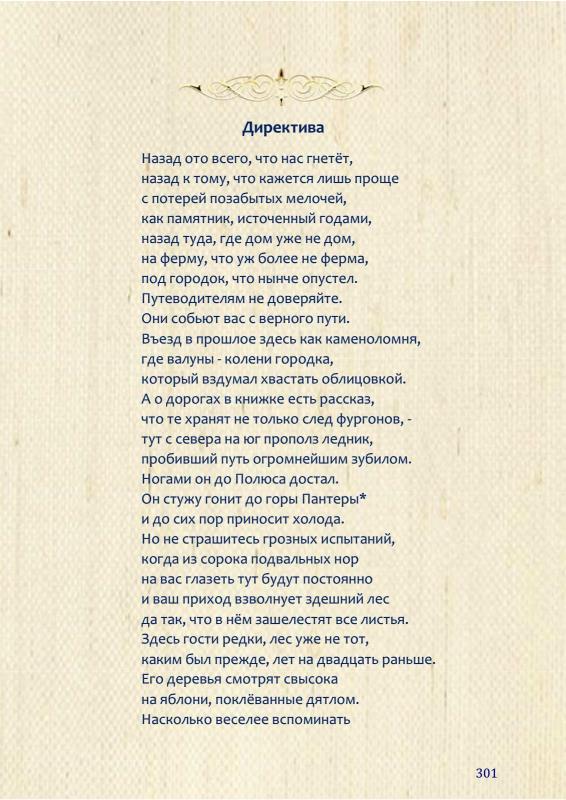 Директива
Назад ото всего, что нас гнетёт,
назад к тому, что кажется лишь проще
с потерей позабытых мелочей,
как памятник, источенный годами,
назад туда, где дом уже не дом,
на ферму, что уж более не ферма,
под городок, что нынче опустел.
Путеводителям не доверяйте.
Они собьют вас с верного пути.
Въезд в прошлое здесь как каменоломня,
где валуны - колени городка,
который вздумал хвастать облицовкой.
А о дорогах в книжке есть рассказ,
что те хранят не только след фургонов, -
тут с севера на юг прополз ледник,
пробивший путь огромнейшим зубилом.
Ногами он до Полюса достал.
Он стужу гонит до горы Пантеры*
и до сих пор приносит холода.
Но не страшитесь грозных испытаний,
когда из сорока подвальных нор
на вас глазеть тут будут постоянно
и ваш приход взволнует здешний лес
да так, что в нём зашелестят все листья.
Здесь гости редки, лес уже не тот,
каким был прежде, лет на двадцать раньше.
Его деревья смотрят свысока
на яблони, поклёванные дятлом.
Насколько веселее вспоминать
301